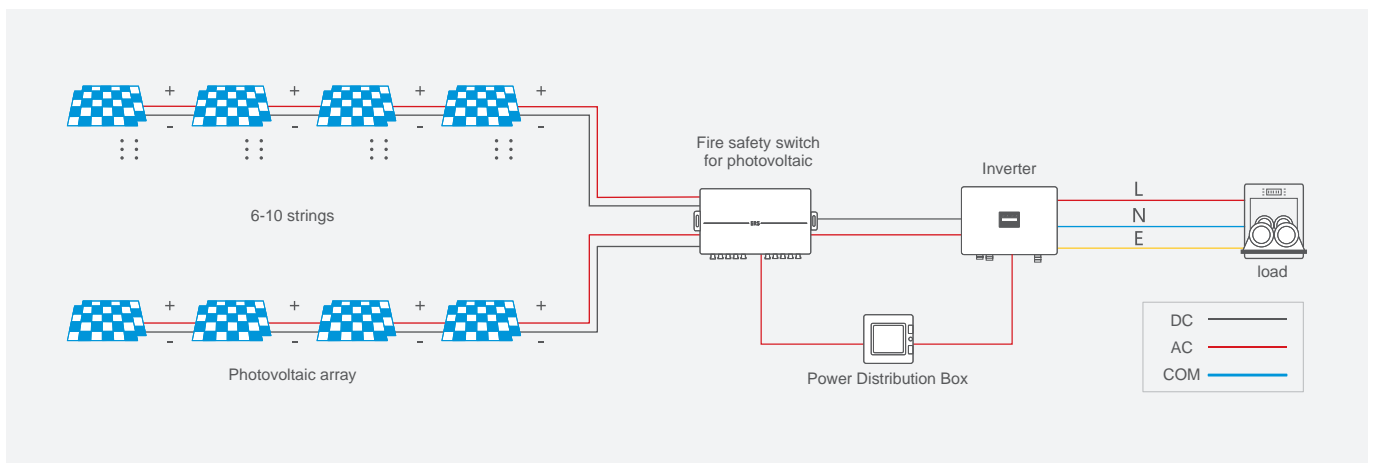 + + + +
- - - -
Fire safety switch
for photovoltaic
Inverter
6-10 strings
L
N
E
load
+ + + +
- - - -
Photovoltaic array
Power Distribution Box
DC
AC
COM